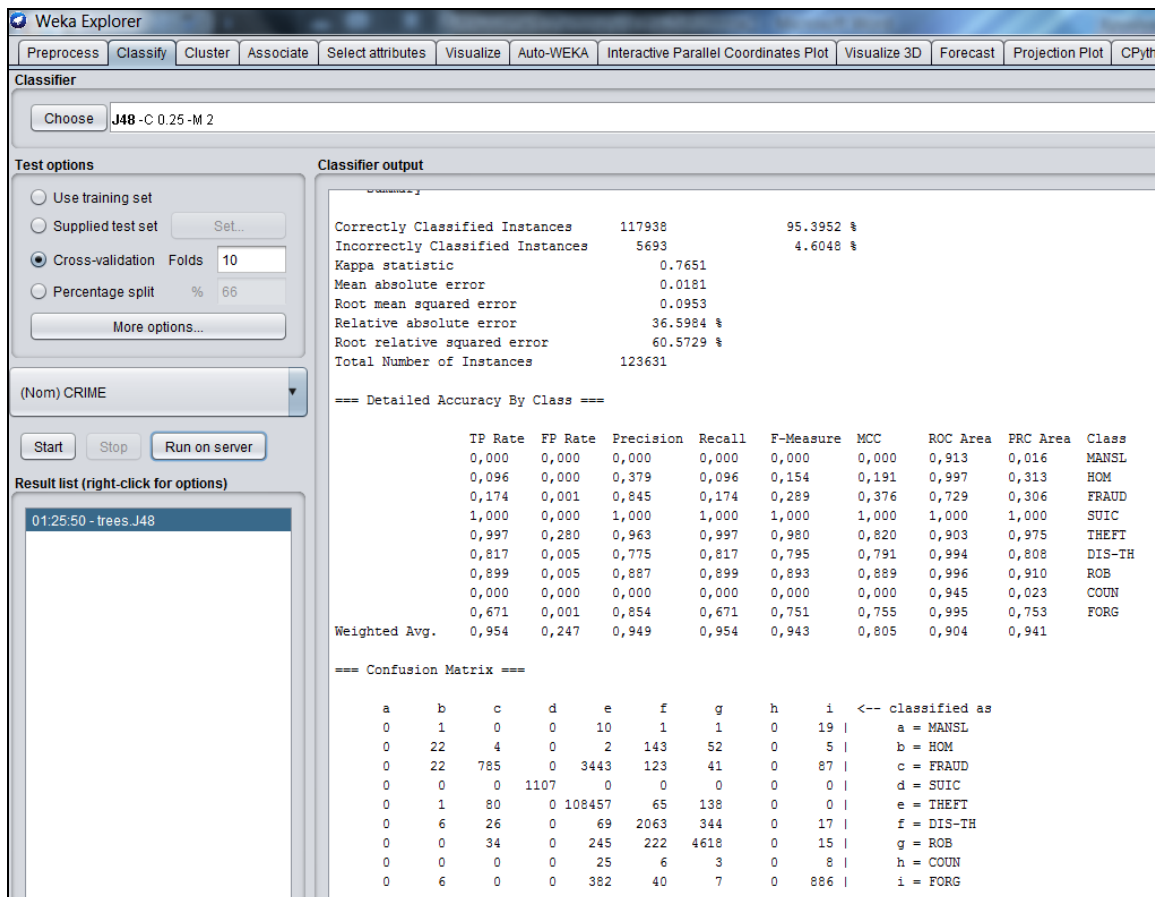 Weka Explorer
Preprocess Classify Cluster Associate Select attributes Visualize Auto-WEKA Interactive Parallel Coordinates Plot Visualize 3D Forecast Projection Plot CPyth
Classifier
Choose J48 -C 0.25 -M 2
Test options
Use training set
Supplied test set Set...
Cross-validation Folds 10
Percentage split % 66
More options...
(Nom) CRIME
Start Stop Run on server
Result list (right-click for options)
01:25:50 - trees.J48
Classifier output
Summary
Correctly Classified Instances 117938 95.3952 %
Incorrectly Classified Instances 5693 4.6048 %
Kappa statistic 0.7651
Mean absolute error 0.0181
Root mean squared error 0.0953
Relative absolute error 36.5984 %
Root relative squared error 60.5729 %
Total Number of Instances 123631
=== Detailed Accuracy By Class ===
TP Rate FP Rate Precision Recall F-Measure MCC ROC Area PRC Area Class
0,000 0,000 0,000 0,000 0,000 0,000 0,913 0,016 MANSL
0,096 0,000 0,379 0,096 0,154 0,191 0,997 0,313 HOM
0,174 0,001 0,845 0,174 0,289 0,376 0,729 0,306 FRAUD
1,000 0,000 1,000 1,000 1,000 1,000 1,000 1,000 SUIC
0,997 0,280 0,963 0,997 0,980 0,820 0,903 0,975 THEFT
0,817 0,005 0,775 0,817 0,795 0,791 0,994 0,808 DIS-TH
0,899 0,005 0,887 0,899 0,893 0,889 0,996 0,910 ROB
0,000 0,000 0,000 0,000 0,000 0,000 0,945 0,023 COUN
0,671 0,001 0,854 0,671 0,751 0,755 0,995 0,753 FORG
Weighted Avg. 0,954 0,247 0,949 0,954 0,943 0,805 0,904 0,941
=== Confusion Matrix ===
a b c d e f g h i <-- classified as
0 1 0 0 10 1 1 0 19 | a = MANSL
0 22 4 0 2 143 52 0 5 | b = HOM
0 22 785 0 3443 123 41 0 87 | c = FRAUD
0 0 0 1107 0 0 0 0 0 | d = SUIC
0 1 80 0 108457 65 138 0 0 | e = THEFT
0 6 26 0 69 2063 344 0 17 | f = DIS-TH
0 0 34 0 245 222 4618 0 15 | g = ROB
0 0 0 0 25 6 3 0 8 | h = COUN
0 6 0 0 382 40 7 0 886 | i = FORG